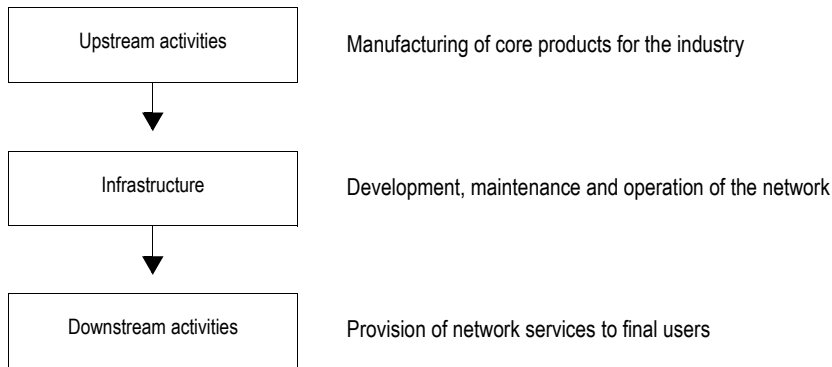 Upstream activities
Manufacturing of core products for the industry
Infrastructure
Development, maintenance and operation of the network
Downstream activities
Provision of network services to final users